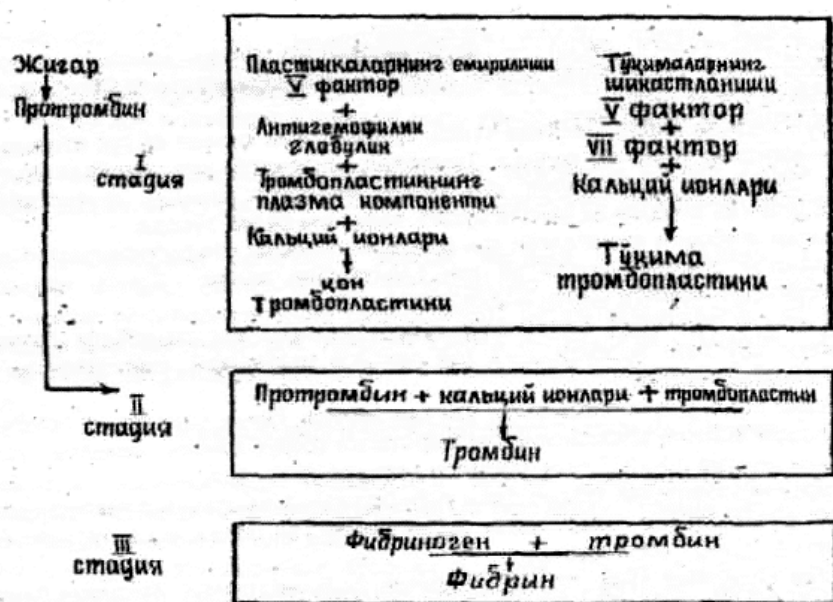 Жигар
Протромбин
I
стадия
Пластинкаларнинг емирилиши
V фактор
+
Антигемофилик
глабулин
+
Тромбопластиннинг
плазма компоненти
+
Кальций ионлари
қон
тромбопластини
Тўқималарнинг
шикастланиши
V фактор
+
VII фактор
+
Кальций ионлари
Тўқима
тромбопластини
II
стадия
Протромбин + кальций ионлари + тромбопластин
Тромбин
III
стадия
Фибриноген + тромбин
Фибрин